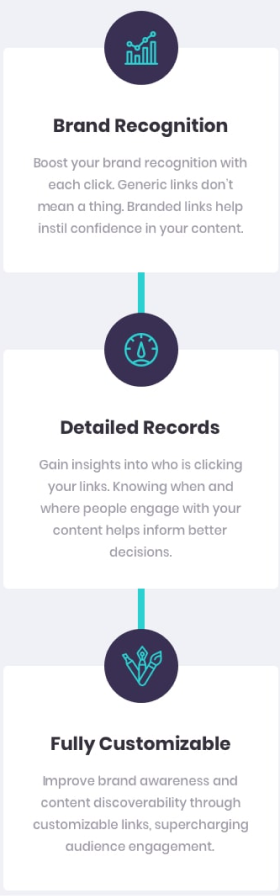 Brand Recognition
Boost your brand recognition with
each click. Generic links don't
mean a thing. Branded links help
instil confidence in your content.
Detailed Records
Gain insights into who is clicking
your links. Knowing when and
where people engage with your
content helps inform better
decisions.
Fully Customizable
Improve brand awareness and
content discoverability through
customizable links, supercharging
audience engagement.